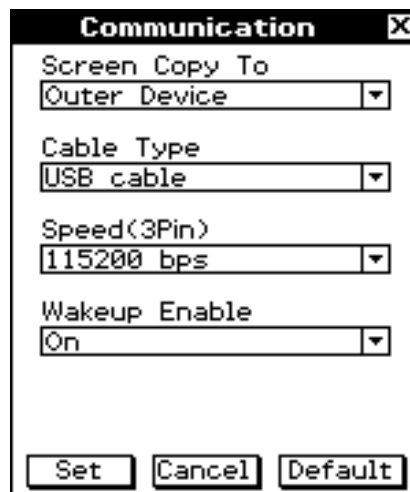 Communication X
Screen Copy To
Outer Device
Cable Type
USB cable
Speed(3Pin)
115200 bps
Wakeup Enable
On
Set Cancel Default